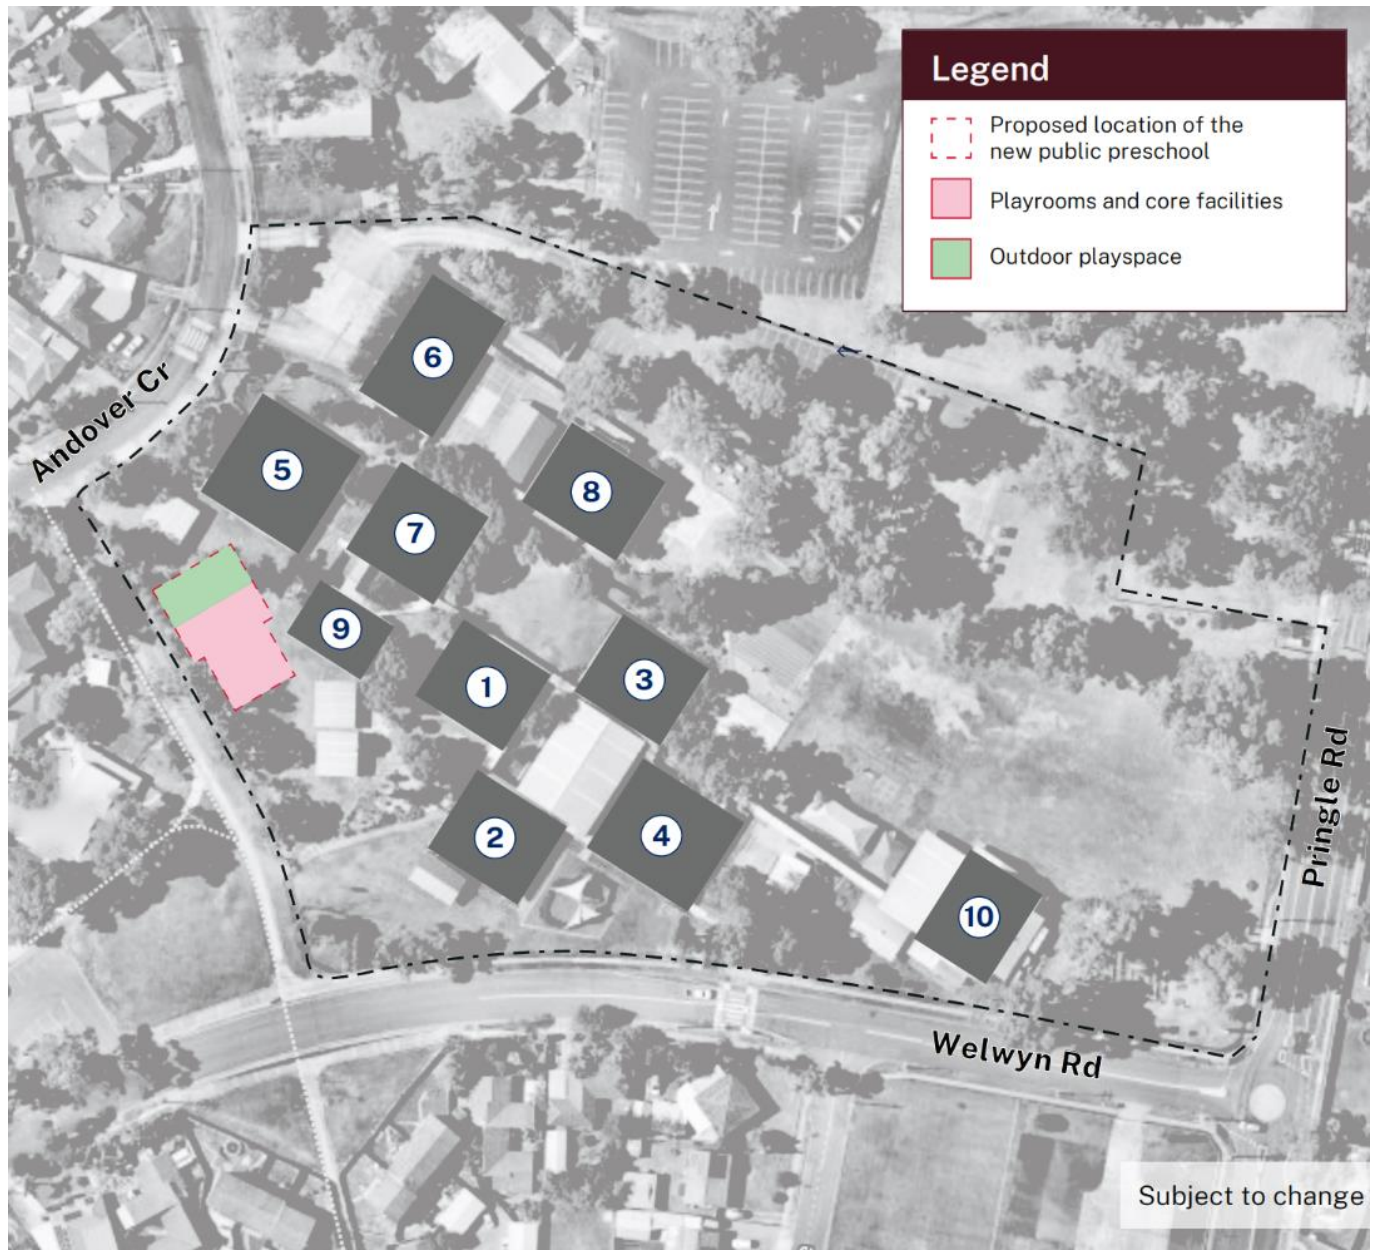 Legend
Proposed location of the
new public preschool
Playrooms and core facilities
Outdoor playspace
Andover Cr
6
5
8
7
9
1
3
2
4
10
Pringle Rd
Welwyn Rd
Subject to change